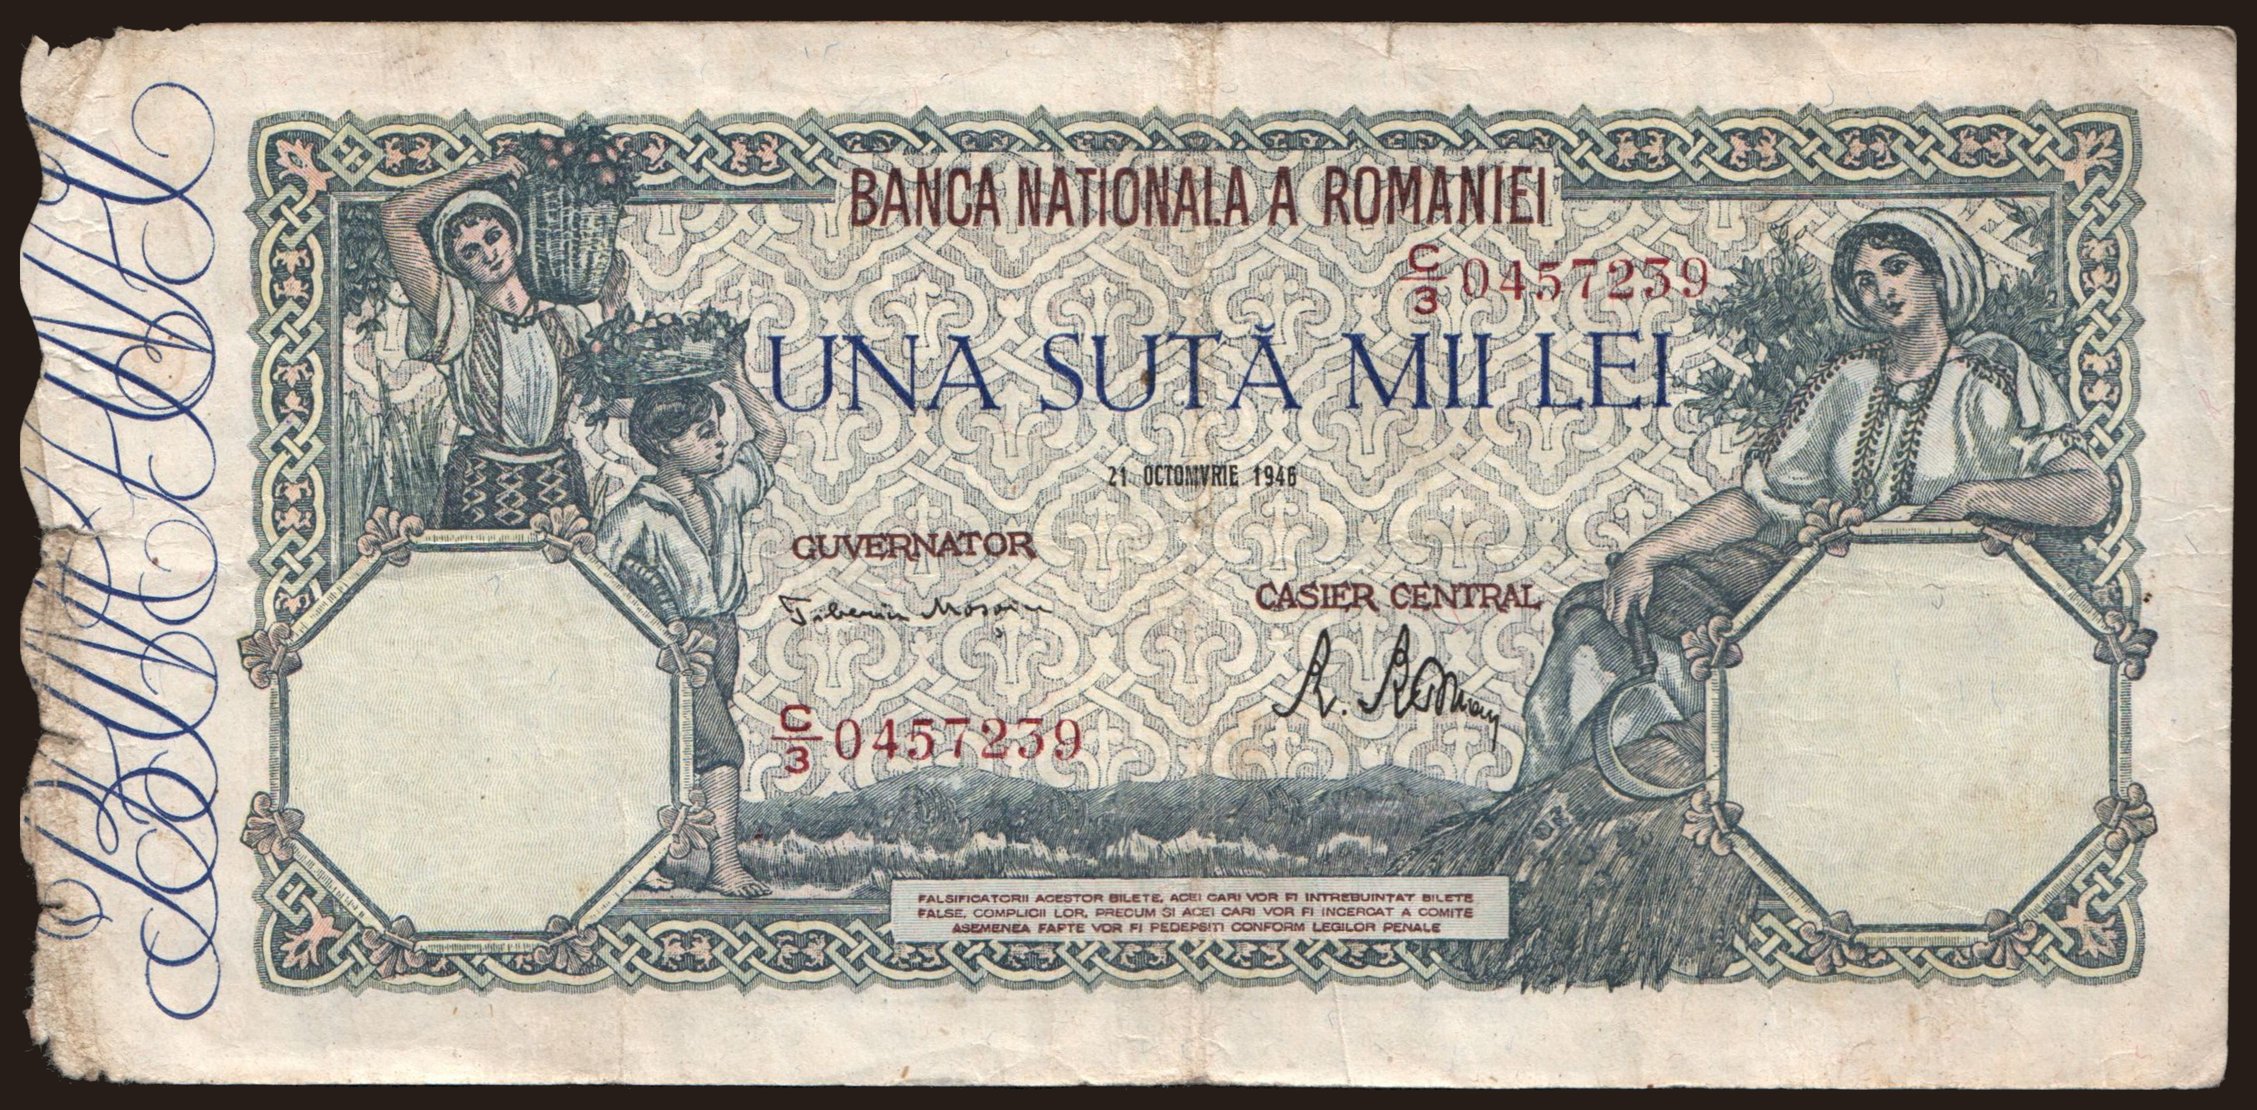 BANCA NATIONALA A ROMANIEI
C/3 0457239
UNA SUTĂ MII LEI
21 OCTOMVRIE 1946
GUVERNATOR
CASIER CENTRAL
C/3 0457239
FALSIFICATORII ACESTOR BILETE, ACEI CARI VOR FI INTREBUINTAT BILETE
FALSE, COMPLICII LOR, PRECUM SI ACEI CARI VOR FI INCERCAT A COMITE
ASEMENEA FAPTE VOR FI PEDEPSITI CONFORM LEGILOR PENALE